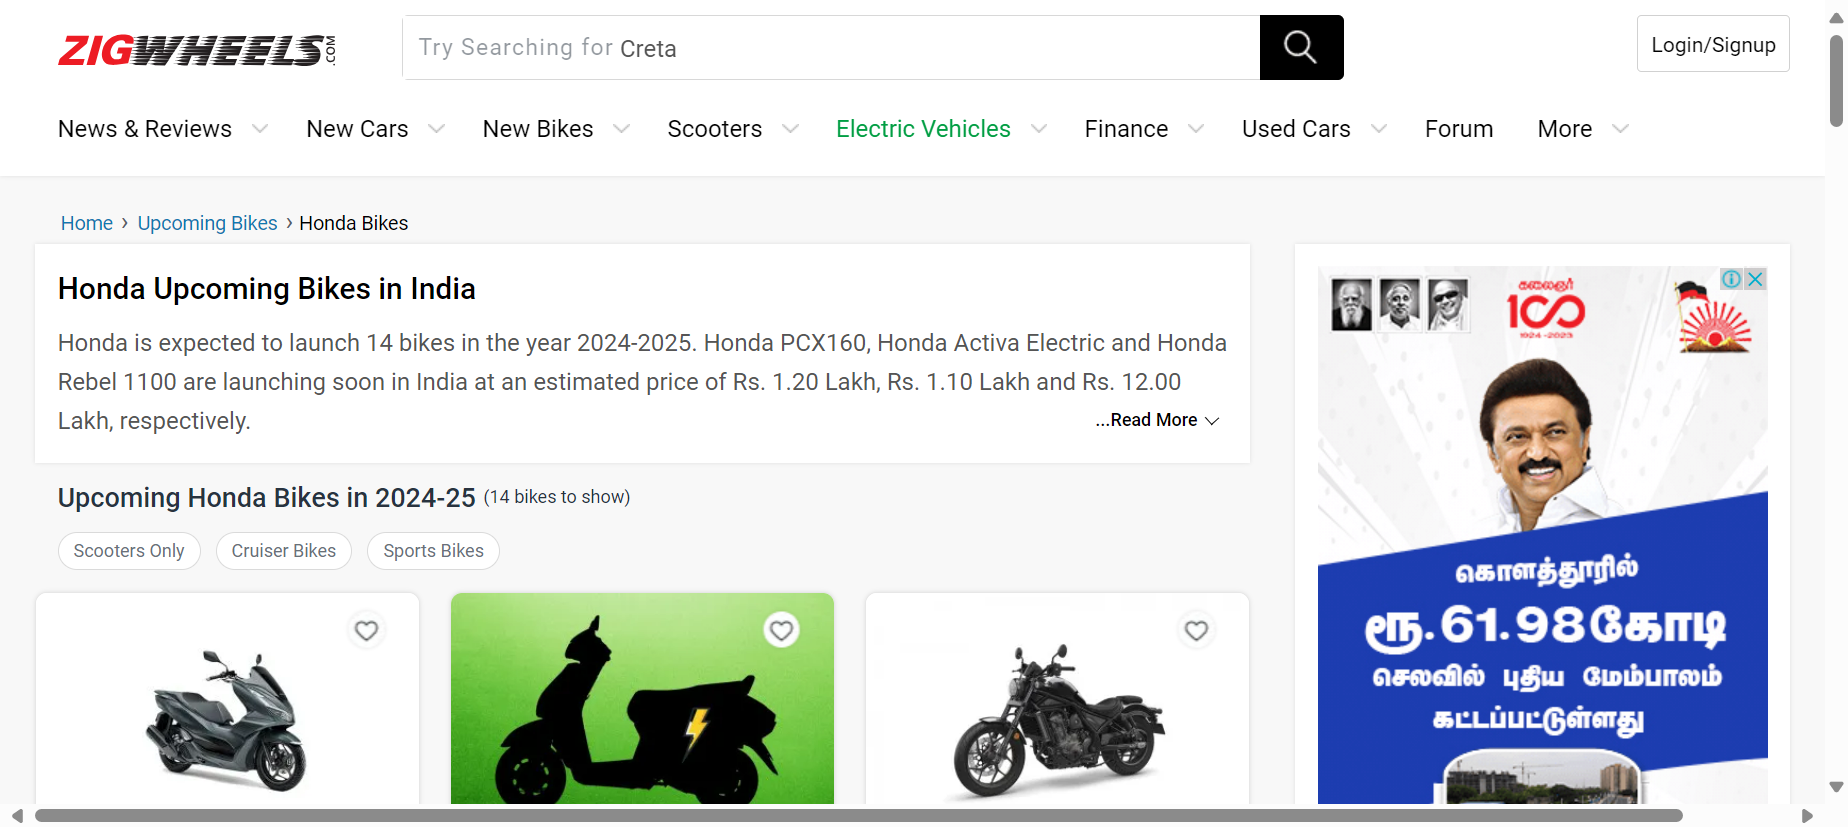 ZIGWHEELS.COM
Try Searching for Creta
Login/Signup
News & Reviews
New Cars
New Bikes
Scooters
Electric Vehicles
Finance
Used Cars
Forum
More
Home › Upcoming Bikes › Honda Bikes
Honda Upcoming Bikes in India
Honda is expected to launch 14 bikes in the year 2024-2025. Honda PCX160, Honda Activa Electric and Honda
Rebel 1100 are launching soon in India at an estimated price of Rs. 1.20 Lakh, Rs. 1.10 Lakh and Rs. 12.00
Lakh, respectively.
...Read More
Upcoming Honda Bikes in 2024-25 (14 bikes to show)
Scooters Only
Cruiser Bikes
Sports Bikes
கலைஞர்
100
1924-2023
கொளத்தூரில்
ரூ.61.98கோடி
செலவில் புதிய மேம்பாலம்
கட்டப்பட்டுள்ளது